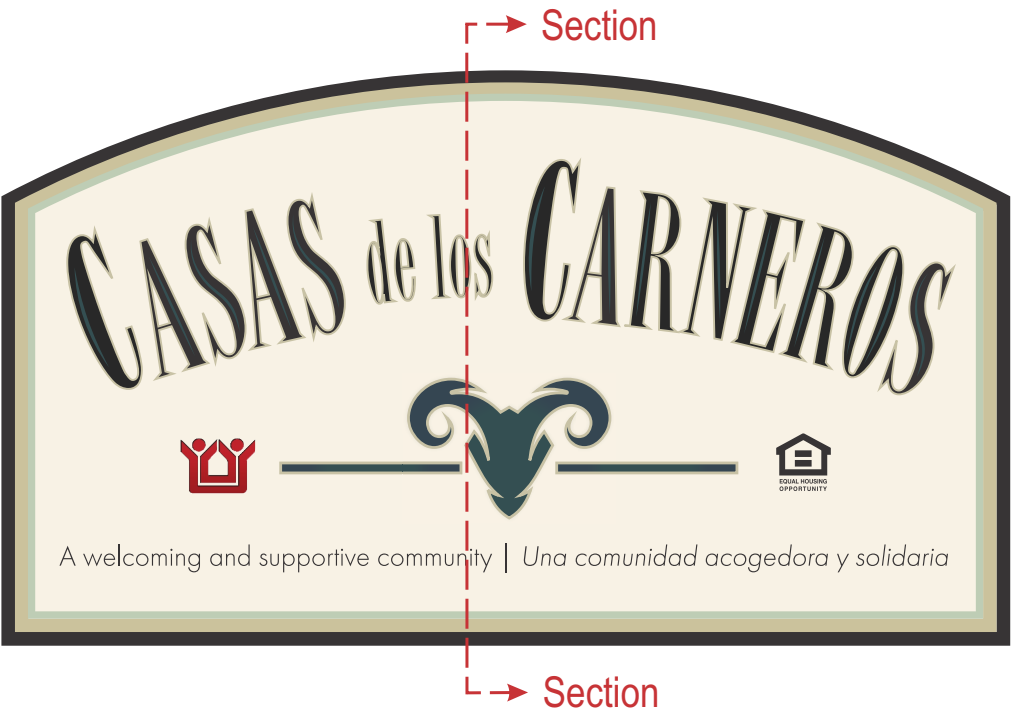 Section
CASAS de los CARNEROS
EQUAL HOUSING
OPPORTUNITY
A welcoming and supportive community | Una comunidad acogedora y solidaria
Section